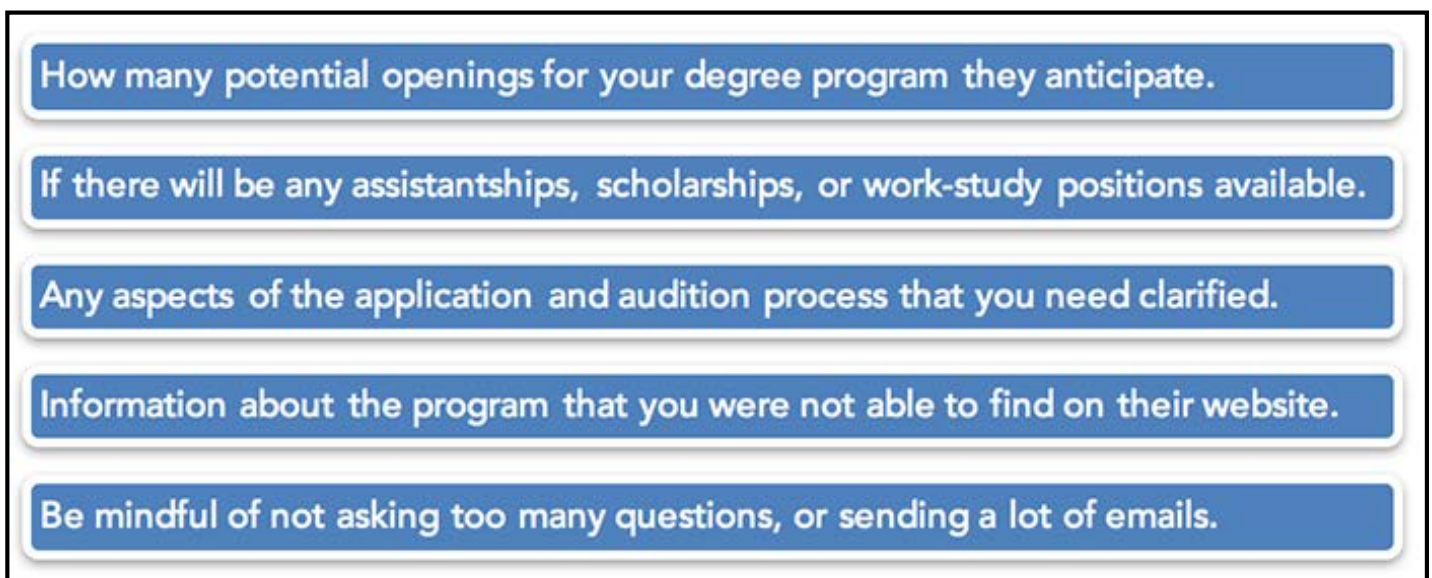 How many potential openings for your degree program they anticipate.
If there will be any assistantships, scholarships, or work-study positions available.
Any aspects of the application and audition process that you need clarified.
Information about the program that you were not able to find on their website.
Be mindful of not asking too many questions, or sending a lot of emails.